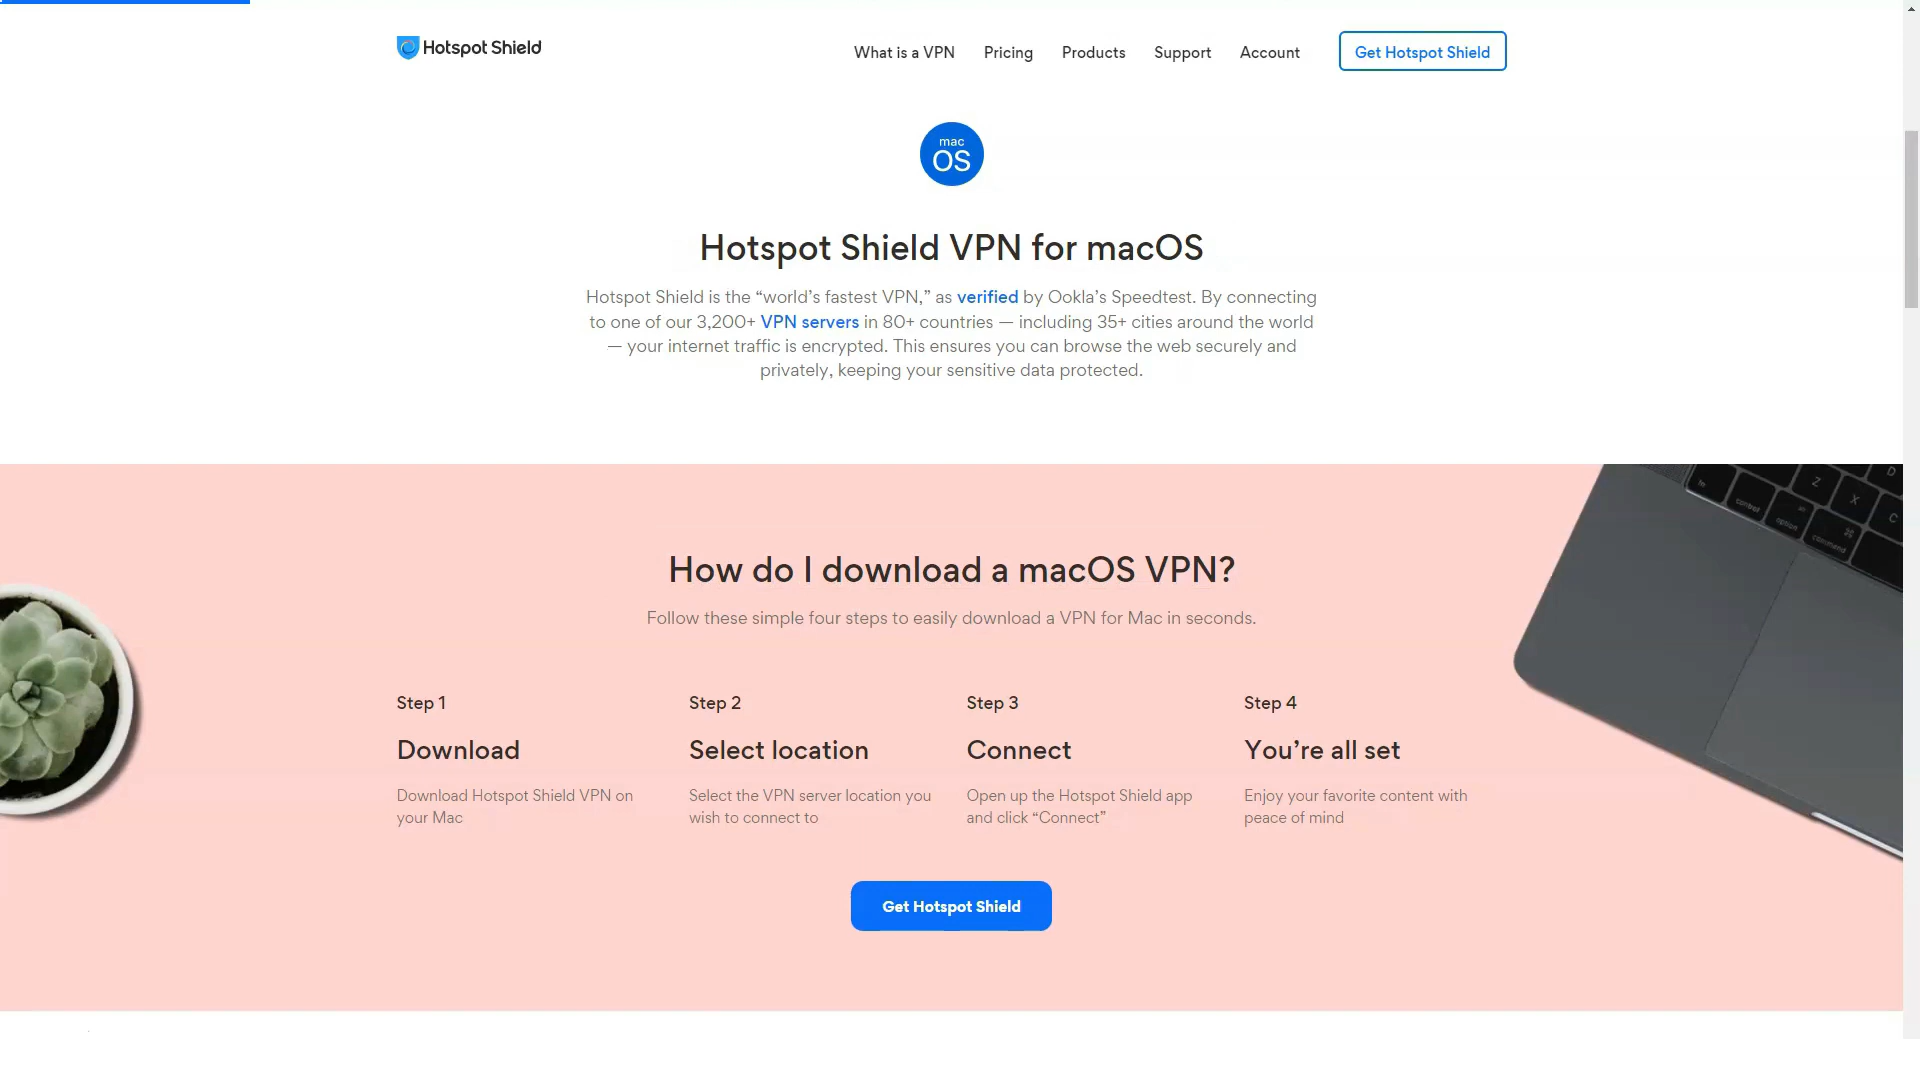 Hotspot Shield
What is a VPN
Pricing
Products
Support
Account
Get Hotspot Shield
mac
OS
Hotspot Shield VPN for macOS
Hotspot Shield is the “world’s fastest VPN,” as verified by Ookla’s Speedtest. By connecting
to one of our 3,200+ VPN servers in 80+ countries — including 35+ cities around the world
— your internet traffic is encrypted. This ensures you can browse the web securely and
privately, keeping your sensitive data protected.
How do I download a macOS VPN?
Follow these simple four steps to easily download a VPN for Mac in seconds.
Step 1
Download
Download Hotspot Shield VPN on
your Mac
Step 2
Select location
Select the VPN server location you
wish to connect to
Step 3
Connect
Open up the Hotspot Shield app
and click “Connect”
Step 4
You’re all set
Enjoy your favorite content with
peace of mind
Get Hotspot Shield
fn
control
option
command
Z
X
C
D